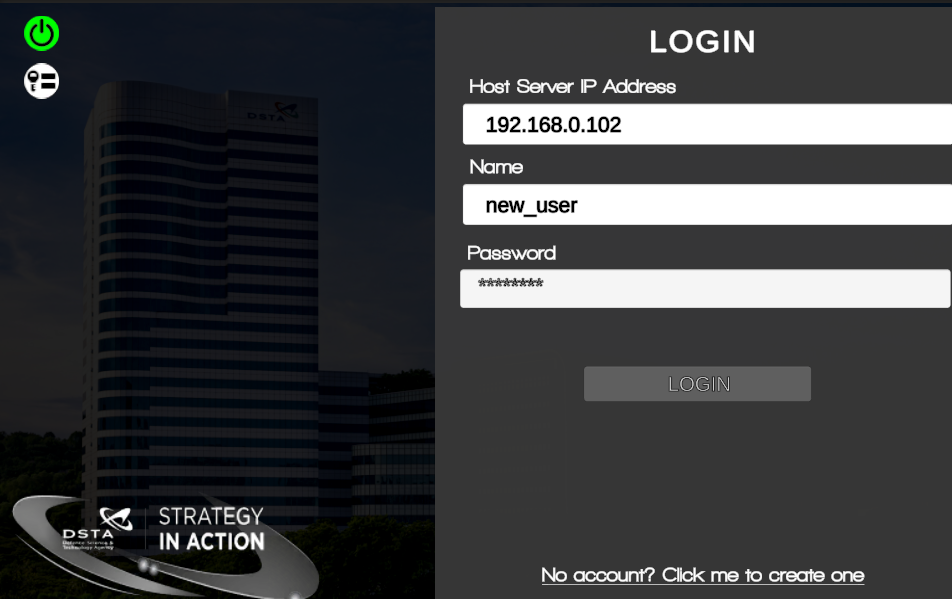 DSTA
LOGIN
Host Server IP Address
192.168.0.102
Name
new_user
Password
********
LOGIN
DSTA
Defence Science &
Technology Agency
STRATEGY
IN ACTION
No account? Click me to create one